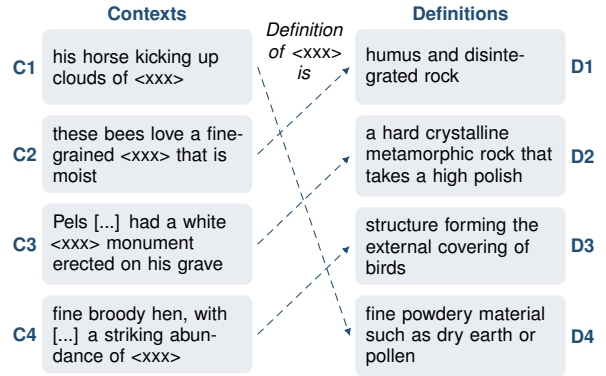 Contexts
Definition
of <xxx>
is
Definitions
C1
his horse kicking up
clouds of <xxx>
humus and disinte-
grated rock
D1
C2
these bees love a fine-
grained <xxx> that is
moist
a hard crystalline
metamorphic rock that
takes a high polish
D2
C3
Pels [...] had a white
<xxx> monument
erected on his grave
structure forming the
external covering of
birds
D3
C4
fine broody hen, with
[...] a striking abun-
dance of <xxx>
fine powdery material
such as dry earth or
pollen
D4